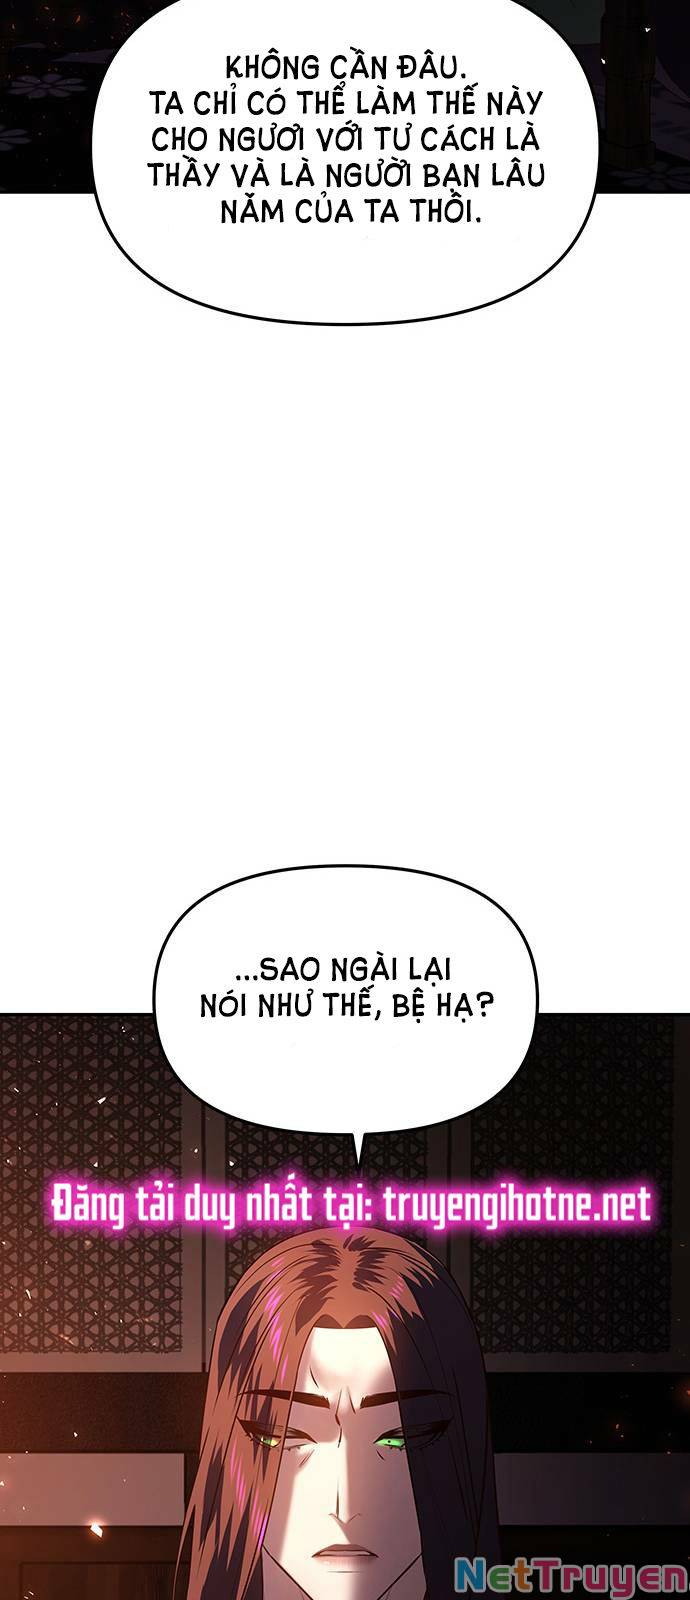 KHÔNG CẦN ĐÂU.
TA CHỈ CÓ THỂ LÀM THẾ NÀY
CHO NGƯƠI VỚI TƯ CÁCH LÀ
THẦY VÀ LÀ NGƯỜI BẠN LÂU
NĂM CỦA TA THÔI.
...SAO NGÀI LẠI
NÓI NHƯ THẾ, BỆ HẠ?
Đăng tải duy nhất tại: truyengihotne.net
NetTruyen